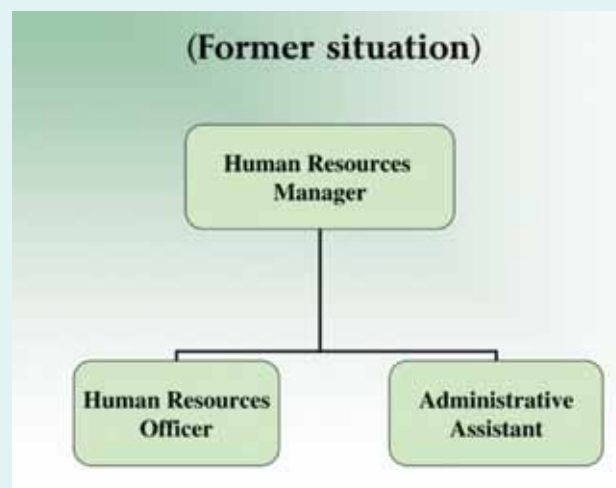 (Former situation)
Human Resources
Manager
Human Resources
Officer
Administrative
Assistant